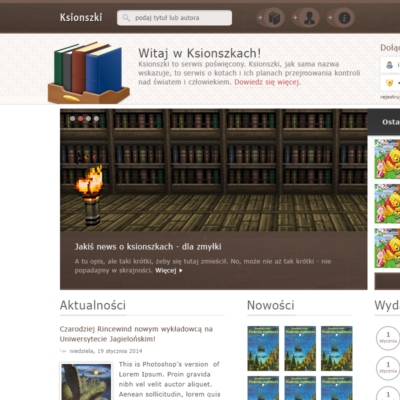 Ksionszki
podaj tytuł lub autora
Witaj w Ksionszkach!
Ksionszki to serwis poświęcony. Ksionszki, jak sama nazwa
wskazuje, to serwis o kotach i ich planach przejmowania kontroli
nad światem i człowiekiem. Dowiedz się więcej.
Dołą
Osta
Jakiś news o ksionszkach - dla zmyłki
A tu opis, ale taki krótki, żeby się tutaj zmieścił. No, może nie aż tak krótki - nie
popadajmy w skrajności. Więcej
Aktualności
Nowości
Wyda
Czarodziej Rincewind nowym wykładowcą na
Uniwersytecie Jagielońskim!
niedziela, 19 stycznia 2014
This is Photoshop's version of
Lorem Ipsum. Proin gravida
nibh vel velit auctor aliquet.
Aenean sollicitudin, lorem quis
1
stycznia
1
stycznia
1